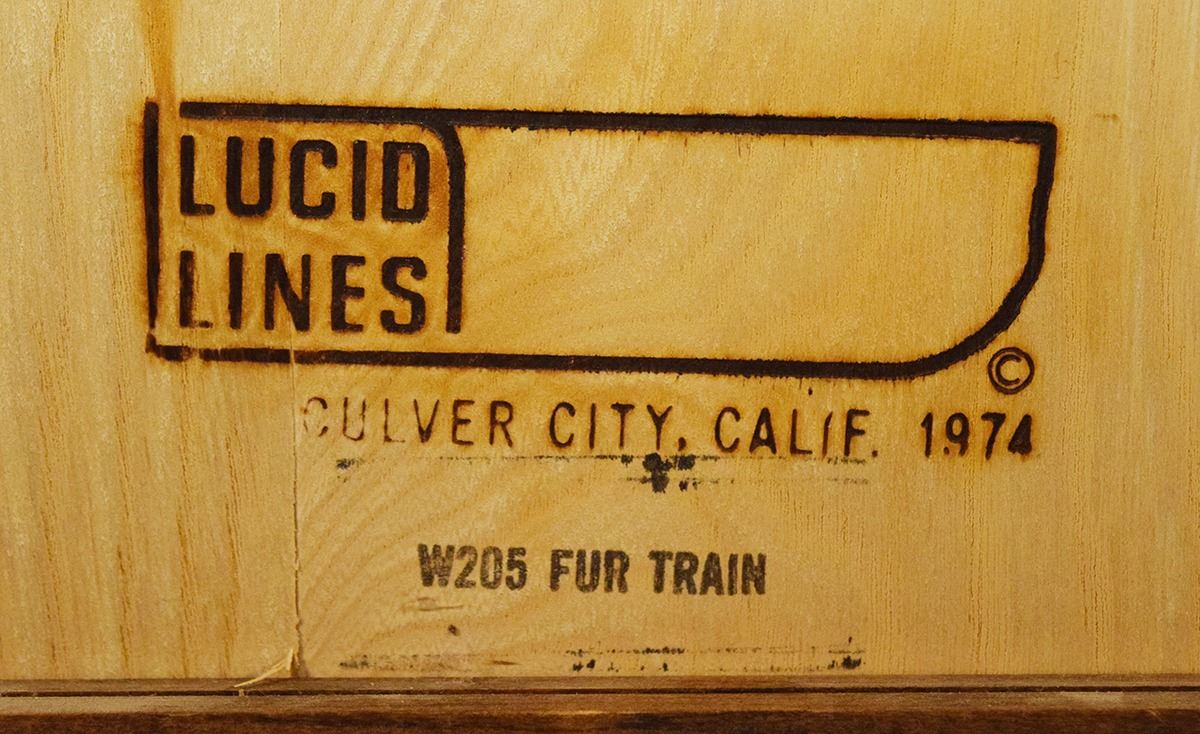 LUCID
LINES
©
CULVER CITY, CALIF. 1974
W205 FUR TRAIN